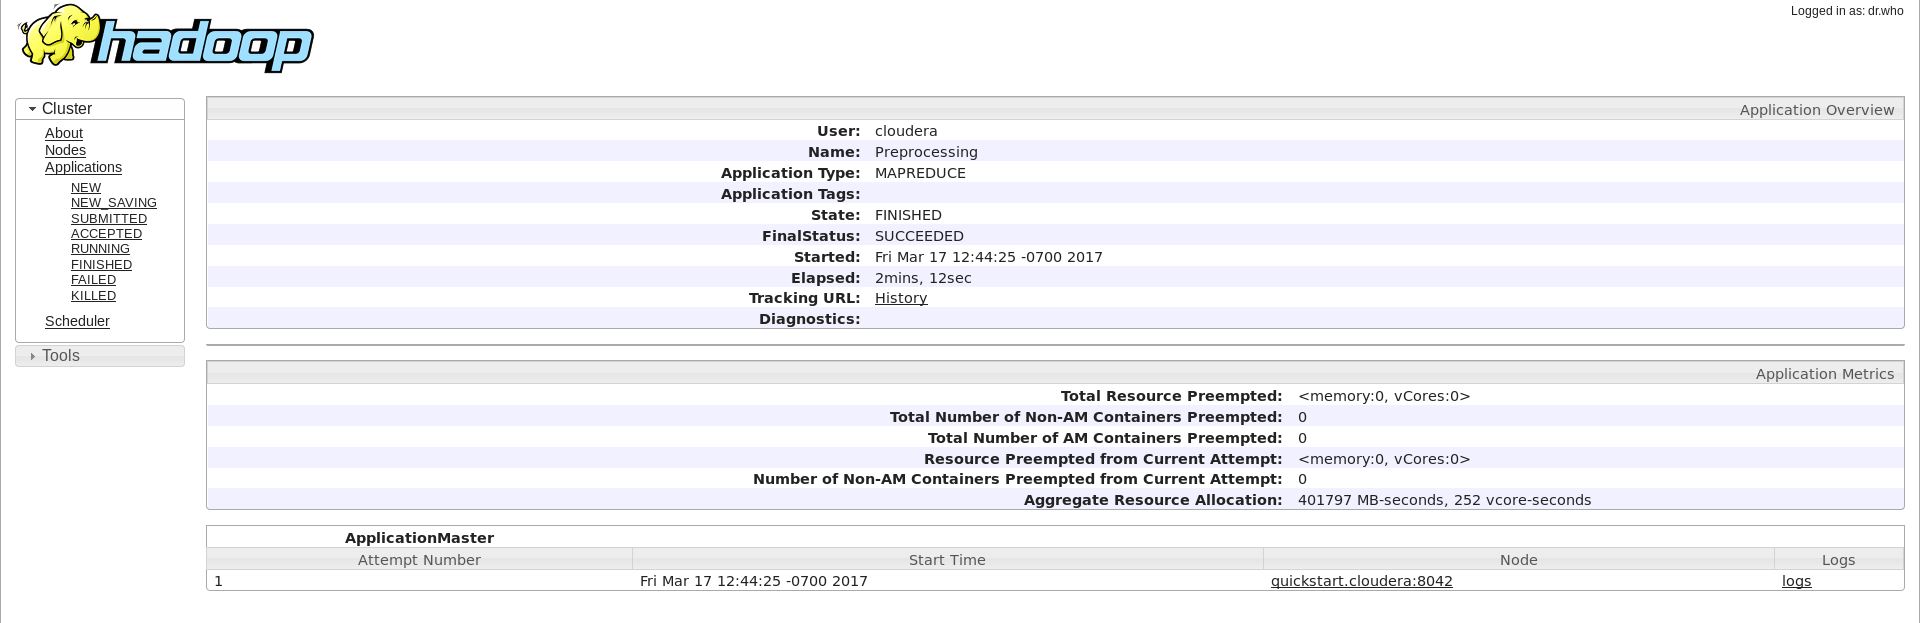 hadoop
Logged in as: dr.who
Cluster
About
Nodes
Applications
NEW
NEW_SAVING
SUBMITTED
ACCEPTED
RUNNING
FINISHED
FAILED
KILLED
Scheduler
Tools
Application Overview
User: cloudera
Name: Preprocessing
Application Type: MAPREDUCE
Application Tags:
State: FINISHED
FinalStatus: SUCCEEDED
Started: Fri Mar 17 12:44:25 -0700 2017
Elapsed: 2mins, 12sec
Tracking URL: History
Diagnostics:
Application Metrics
Total Resource Preempted: <memory:0, vCores:0>
Total Number of Non-AM Containers Preempted: 0
Total Number of AM Containers Preempted: 0
Resource Preempted from Current Attempt: <memory:0, vCores:0>
Number of Non-AM Containers Preempted from Current Attempt: 0
Aggregate Resource Allocation: 401797 MB-seconds, 252 vcore-seconds
ApplicationMaster
Attempt Number Start Time Node Logs
1 Fri Mar 17 12:44:25 -0700 2017 quickstart.cloudera:8042 logs